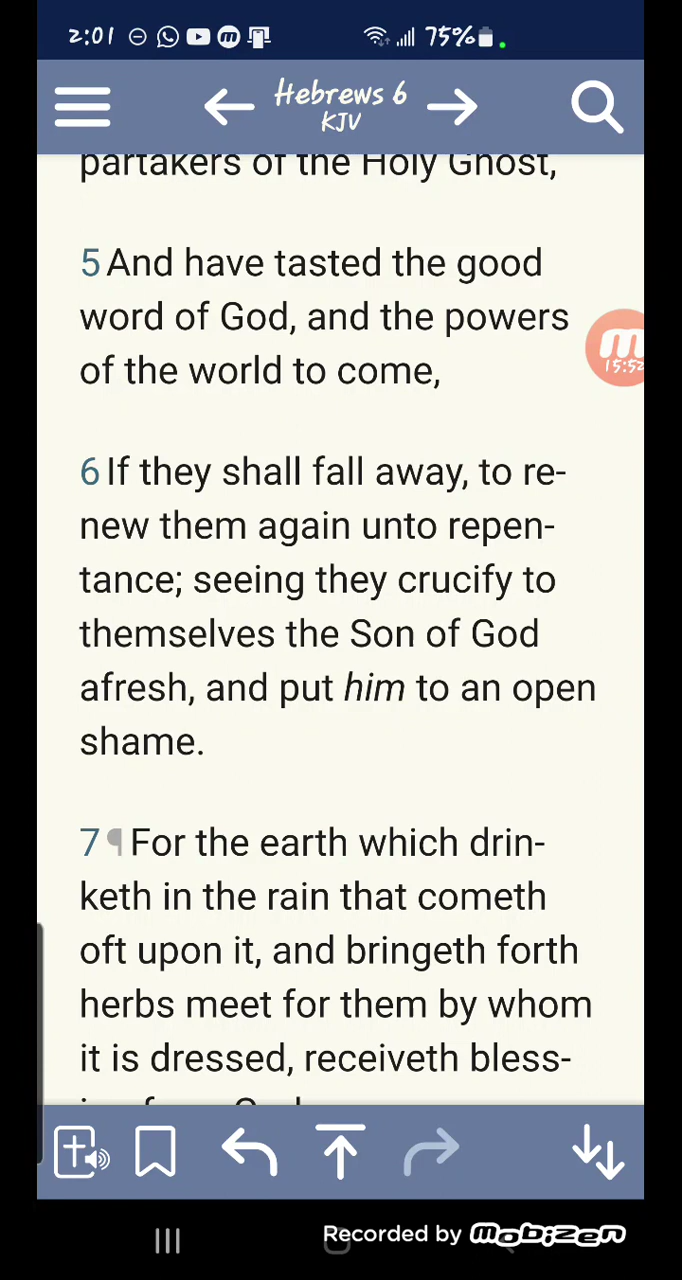 2:01 75%
Hebrews 6
KJV
partakers of the Holy Ghost,
5 And have tasted the good
word of God, and the powers
of the world to come,
m
15:52
6 If they shall fall away, to re-
new them again unto repen-
tance; seeing they crucify to
themselves the Son of God
afresh, and put him to an open
shame.
7 ¶ For the earth which drin-
keth in the rain that cometh
oft upon it, and bringeth forth
herbs meet for them by whom
it is dressed, receiveth bless-
Recorded by mobizen